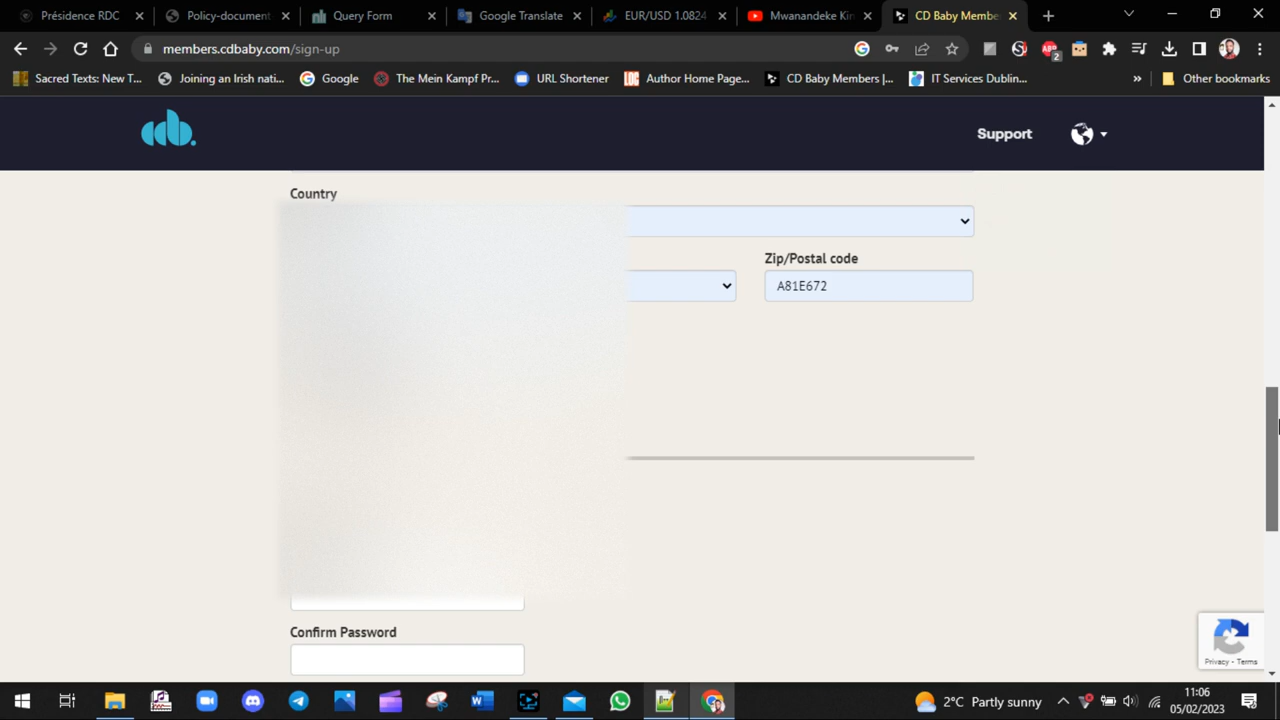 Présidence RDC
Policy-document
Query Form
Google Translate
EUR/USD 1.0824
Mwanandeke Kin
CD Baby Membe
members.cdbaby.com/sign-up
2
Sacred Texts: New T...
Joining an Irish nati...
Google
The Mein Kampf Pr...
URL Shortener
Author Home Page...
CD Baby Members |...
IT Services Dublin,...
»
Other bookmarks
cdb.
Support
Country
Zip/Postal code
A81E672
Confirm Password
Privacy - Terms
2°C Partly sunny
11:06
05/02/2023